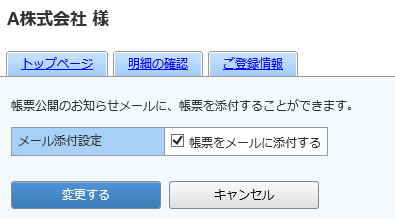 A株式会社 様
トップページ 明細の確認 ご登録情報
帳票公開のお知らせメールに、帳票を添付することができます。
メール添付設定 帳票をメールに添付する
変更する キャンセル